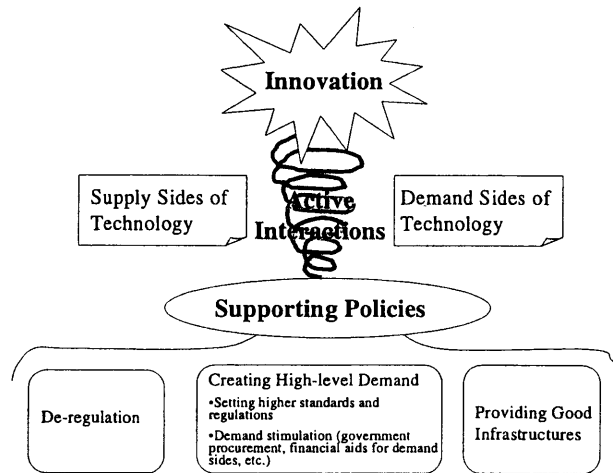 Innovation
Supply Sides of
Technology
Active
Interactions
Demand Sides of
Technology
Supporting Policies
De-regulation
Creating High-level Demand
•Setting higher standards and
regulations
•Demand stimulation (government
procurement, financial aids for demand
sides, etc.)
Providing Good
Infrastructures